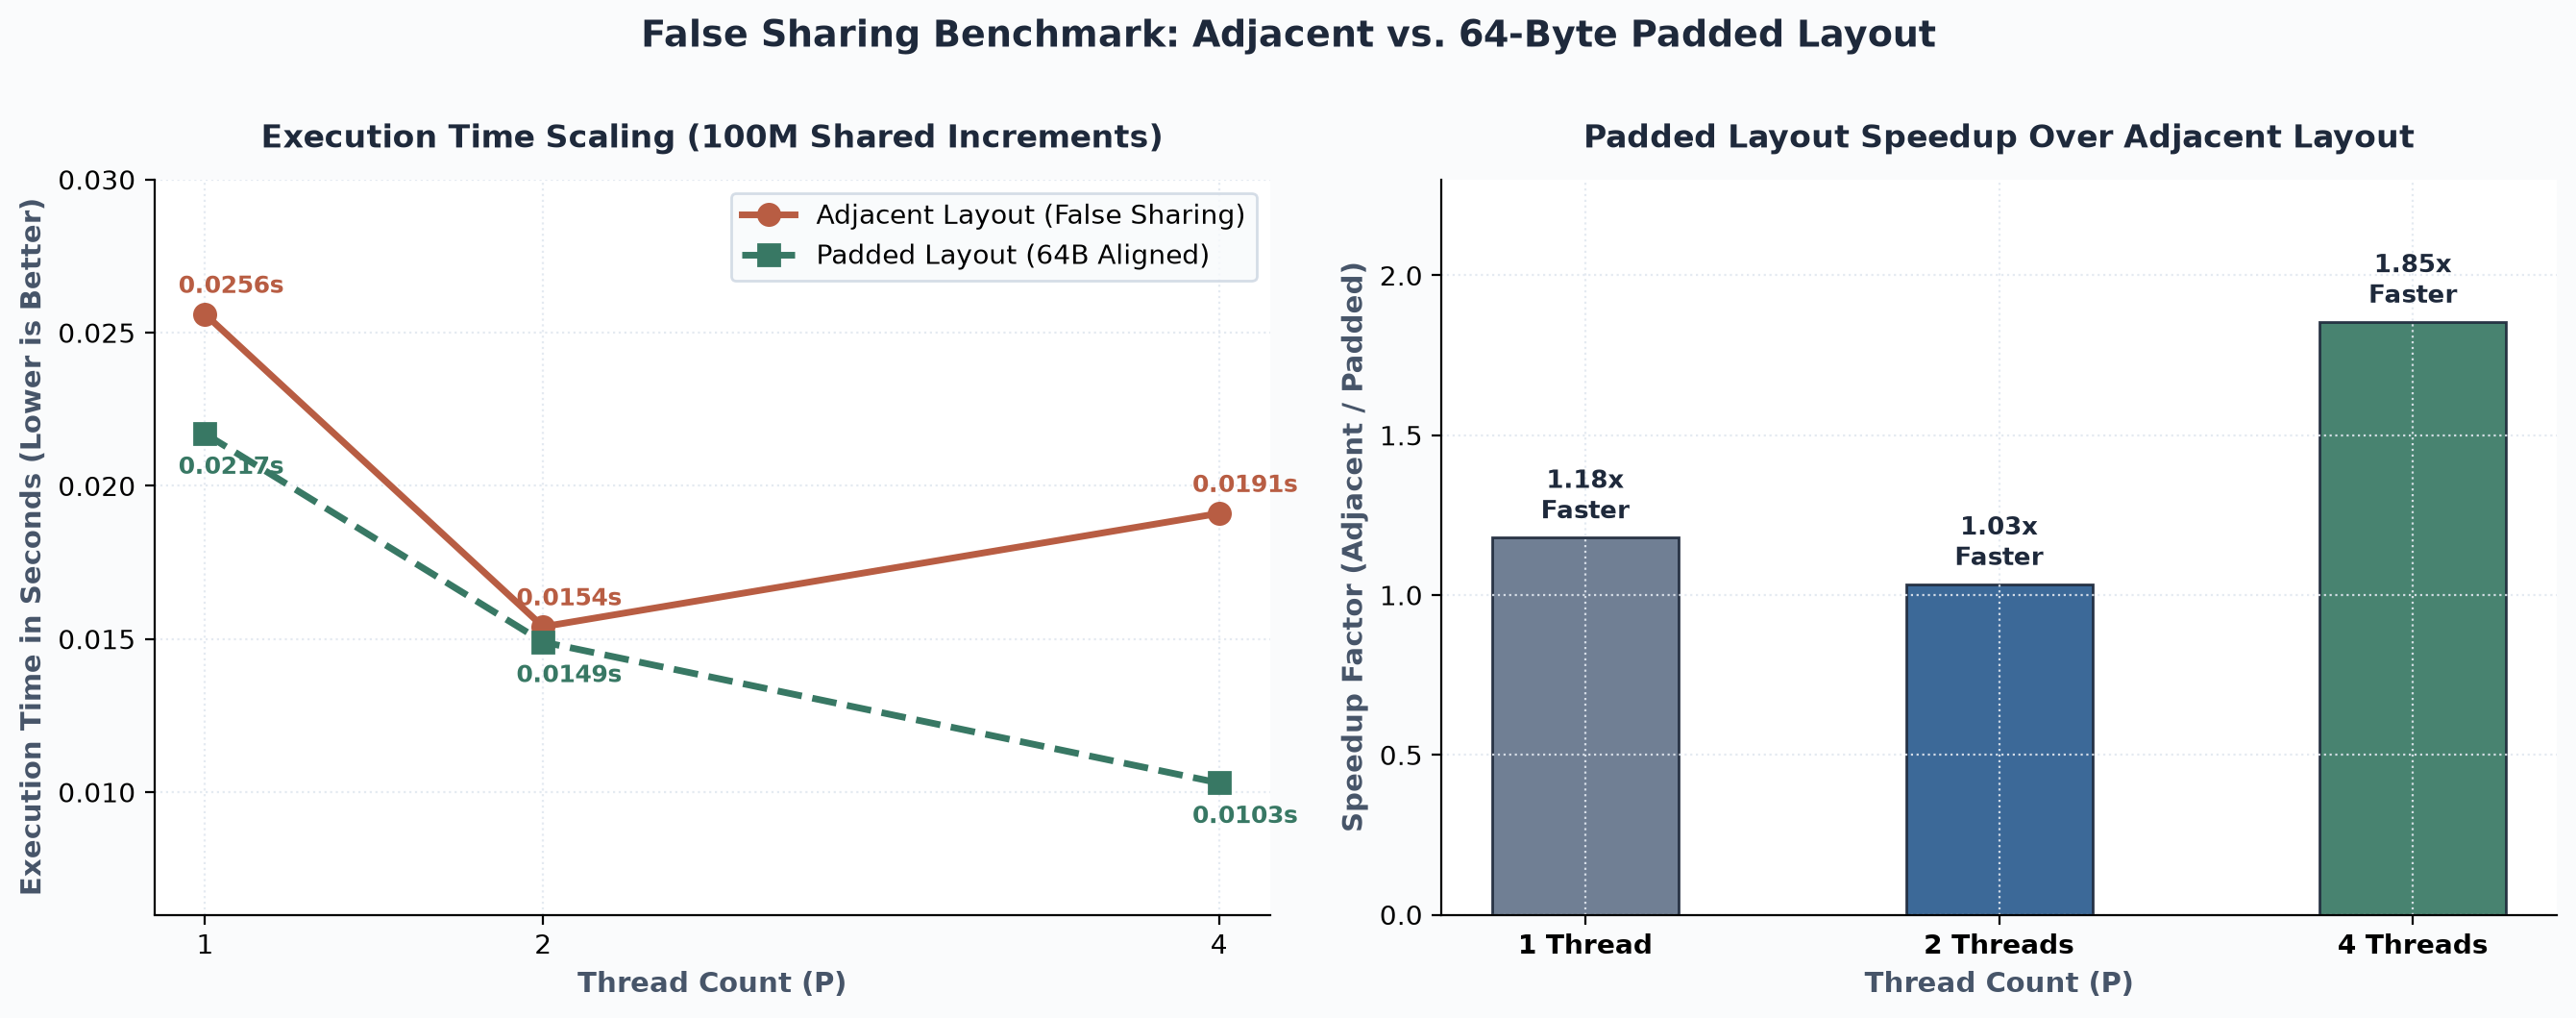 False Sharing Benchmark: Adjacent vs. 64-Byte Padded Layout
Execution Time Scaling (100M Shared Increments)
Execution Time in Seconds (Lower is Better)
0.030
0.025
0.020
0.015
0.010
Adjacent Layout (False Sharing)
Padded Layout (64B Aligned)
0.0256s
0.0217s
0.0154s
0.0149s
0.0191s
0.0103s
1
2
4
Thread Count (P)
Padded Layout Speedup Over Adjacent Layout
Speedup Factor (Adjacent / Padded)
2.0
1.5
1.0
0.5
0.0
1.18x
Faster
1.03x
Faster
1.85x
Faster
1 Thread
2 Threads
4 Threads
Thread Count (P)